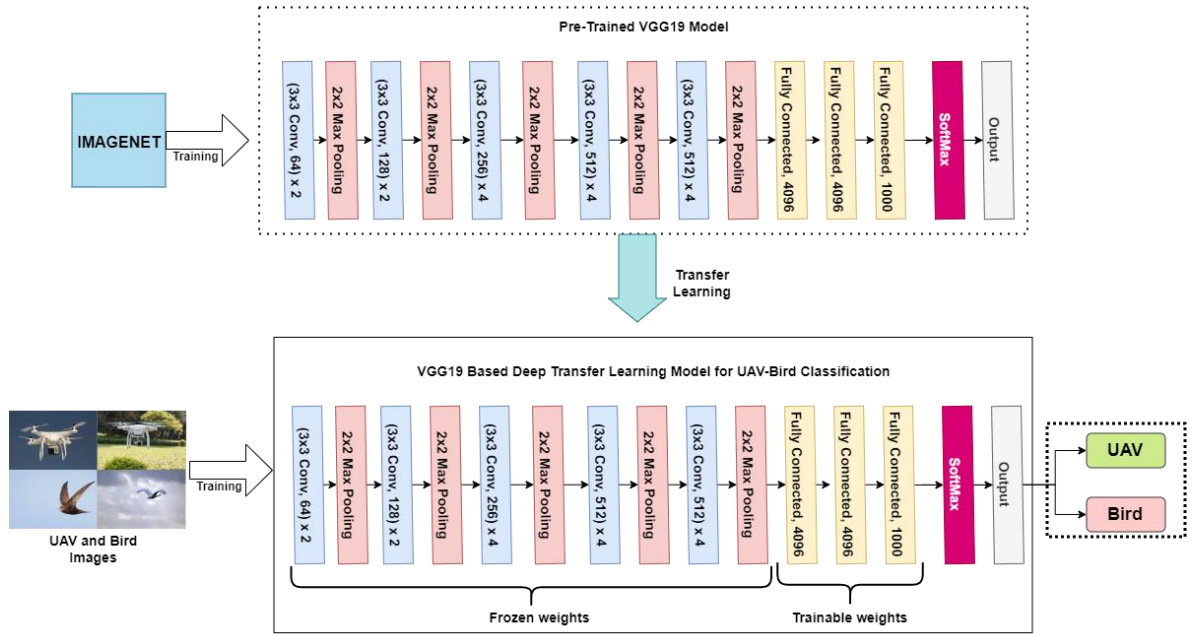 Pre-Trained VGG19 Model
IMAGENET
Training
(3x3 Conv, 64) x 2
2x2 Max Pooling
(3x3 Conv, 128) x 2
2x2 Max Pooling
(3x3 Conv, 256) x 4
2x2 Max Pooling
(3x3 Conv, 512) x 4
2x2 Max Pooling
(3x3 Conv, 512) x 4
2x2 Max Pooling
Fully Connected, 4096
Fully Connected, 4096
Fully Connected, 1000
SoftMax
Output
Transfer
Learning
VGG19 Based Deep Transfer Learning Model for UAV-Bird Classification
UAV and Bird
Images
Training
(3x3 Conv, 64) x 2
2x2 Max Pooling
(3x3 Conv, 128) x 2
2x2 Max Pooling
(3x3 Conv, 256) x 4
2x2 Max Pooling
(3x3 Conv, 512) x 4
2x2 Max Pooling
(3x3 Conv, 512) x 4
2x2 Max Pooling
Fully Connected, 4096
Fully Connected, 4096
Fully Connected, 1000
SoftMax
Output
UAV
Bird
Frozen weights
Trainable weights